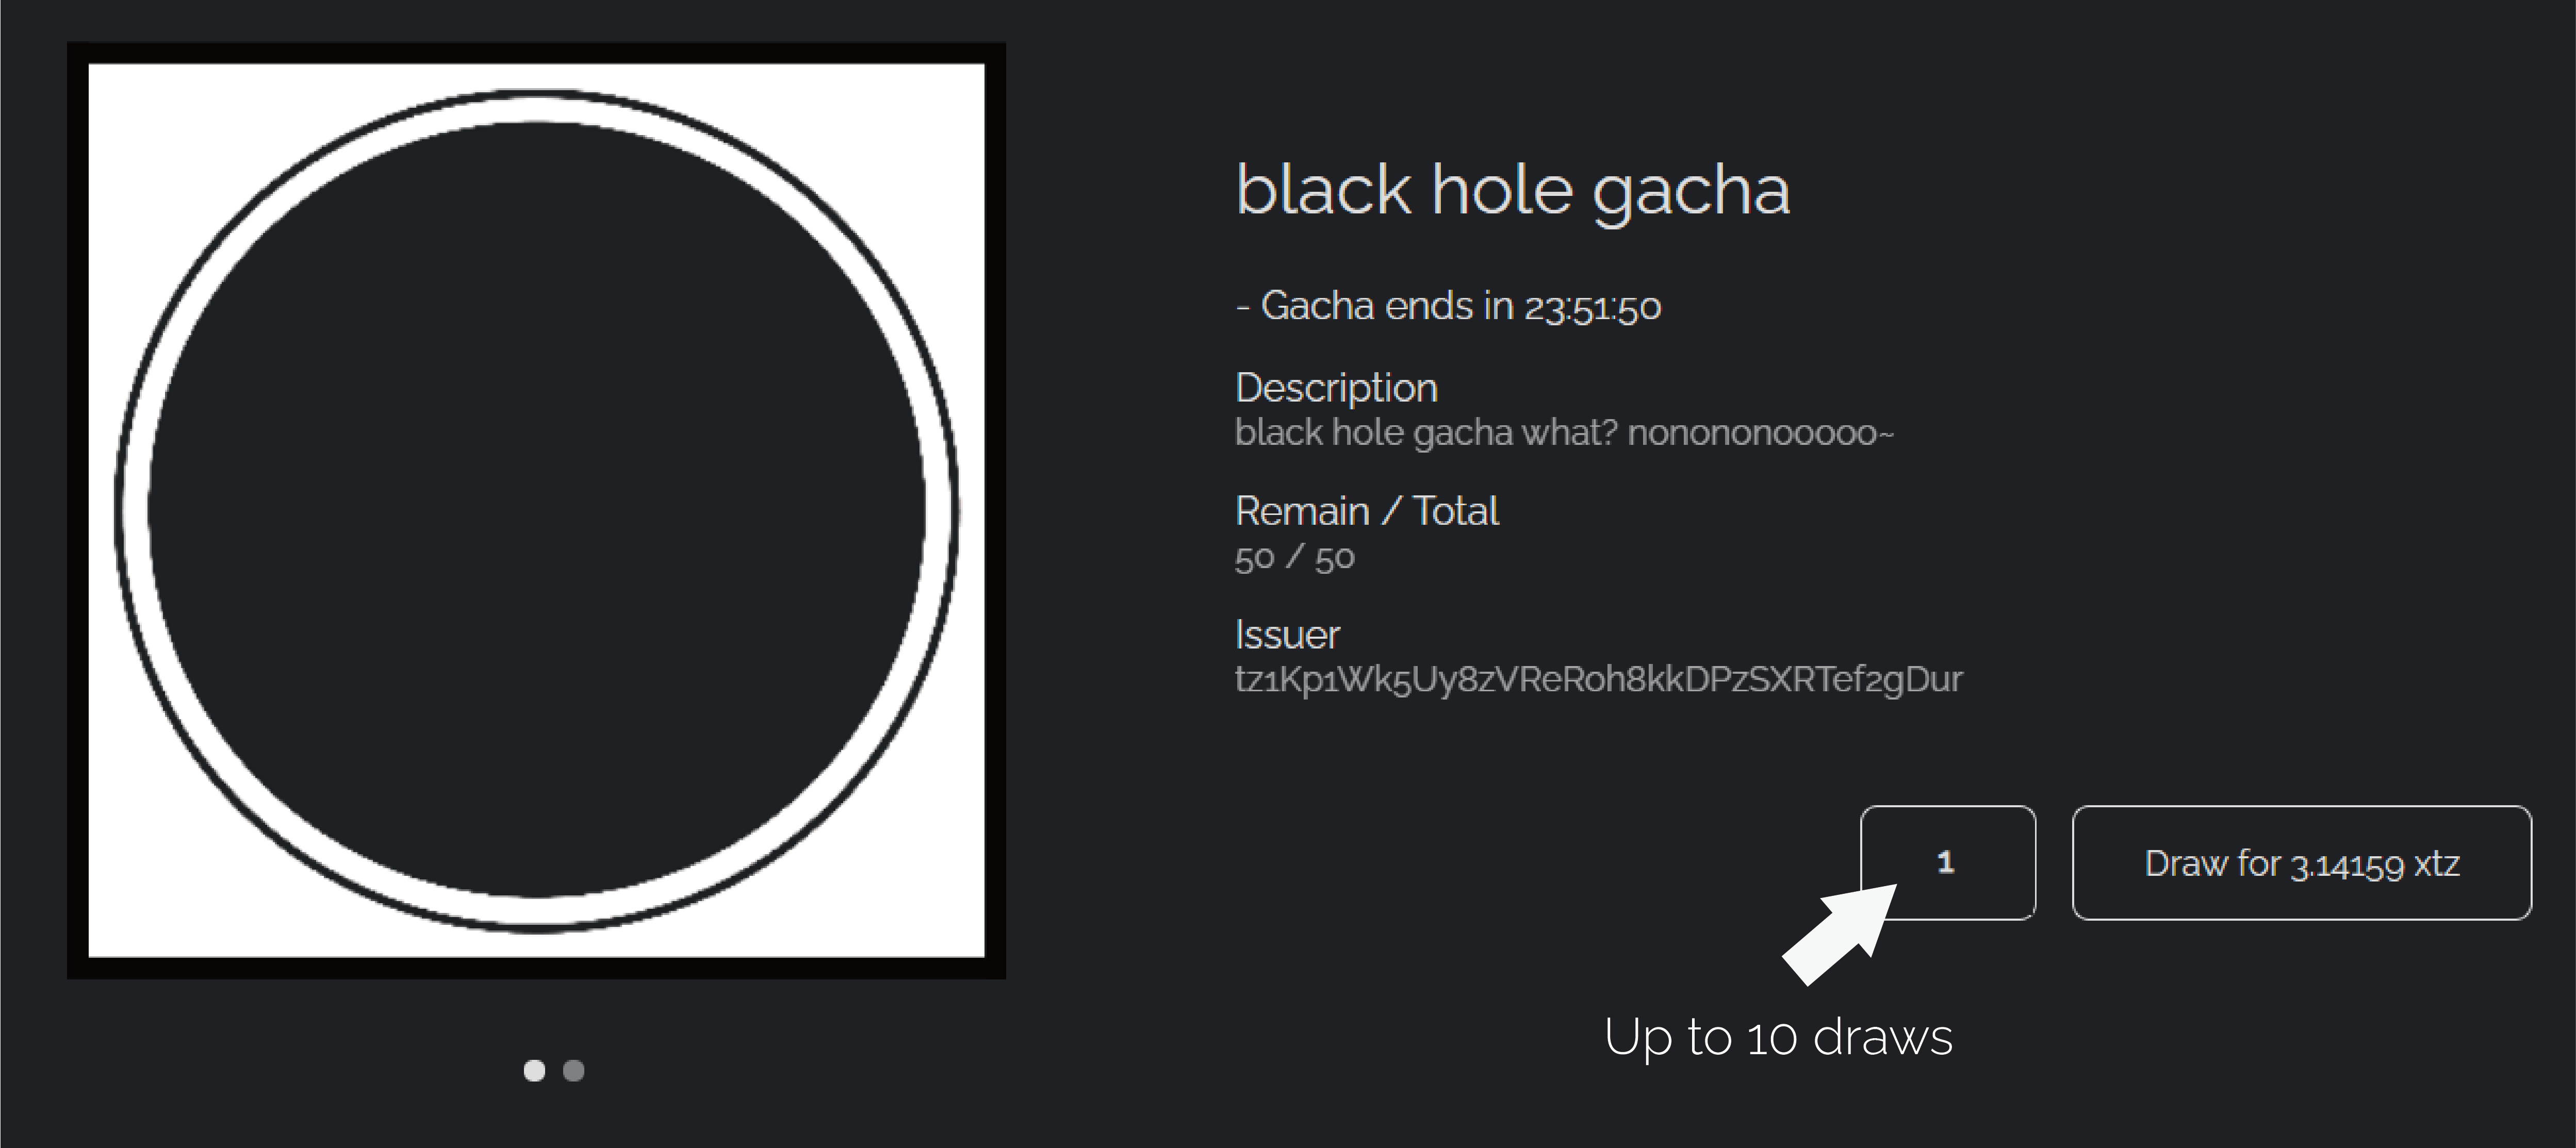 black hole gacha
- Gacha ends in 23:51:50
Description
black hole gacha what? nonononooooo~
Remain / Total
50 / 50
Issuer
tz1Kp1Wk5Uy8zVReRoh8kkDPzSXRTef2gDur
1
Draw for 3.14159 xtz
Up to 10 draws